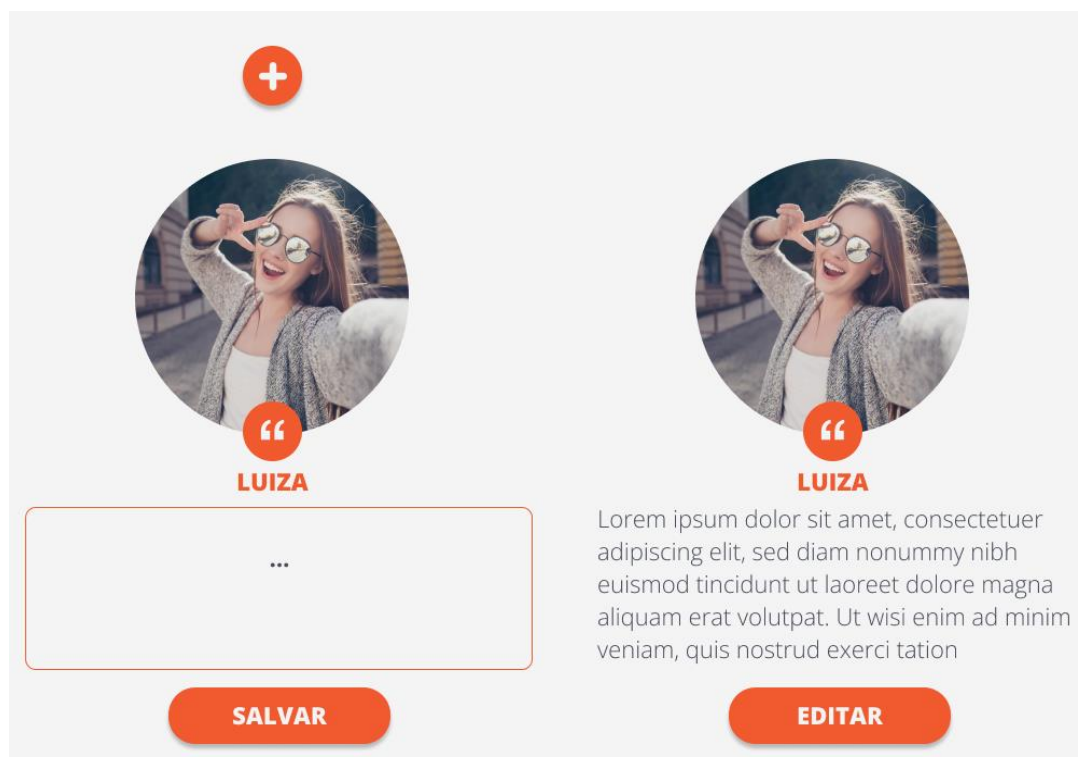 LUIZA
...
SALVAR
LUIZA
Lorem ipsum dolor sit amet, consectetuer
adipiscing elit, sed diam nonummy nibh
euismod tincidunt ut laoreet dolore magna
aliquam erat volutpat. Ut wisi enim ad minim
veniam, quis nostrud exerci tation
EDITAR